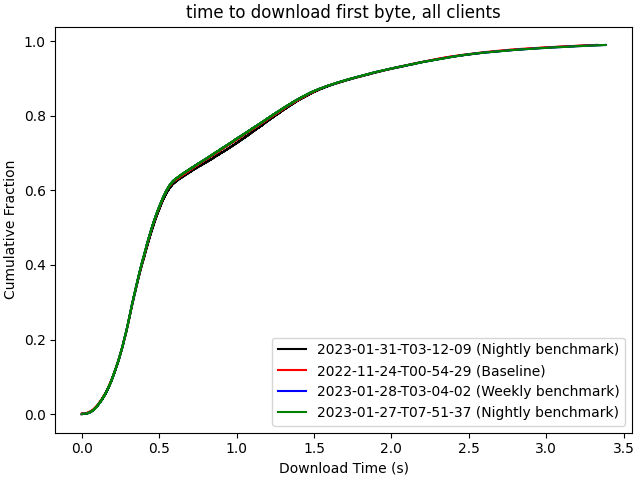 time to download first byte, all clients
1.0
0.8
0.6
0.4
0.2
0.0
Cumulative Fraction
2023-01-31-T03-12-09 (Nightly benchmark)
2022-11-24-T00-54-29 (Baseline)
2023-01-28-T03-04-02 (Weekly benchmark)
2023-01-27-T07-51-37 (Nightly benchmark)
0.0 0.5 1.0 1.5 2.0 2.5 3.0 3.5
Download Time (s)